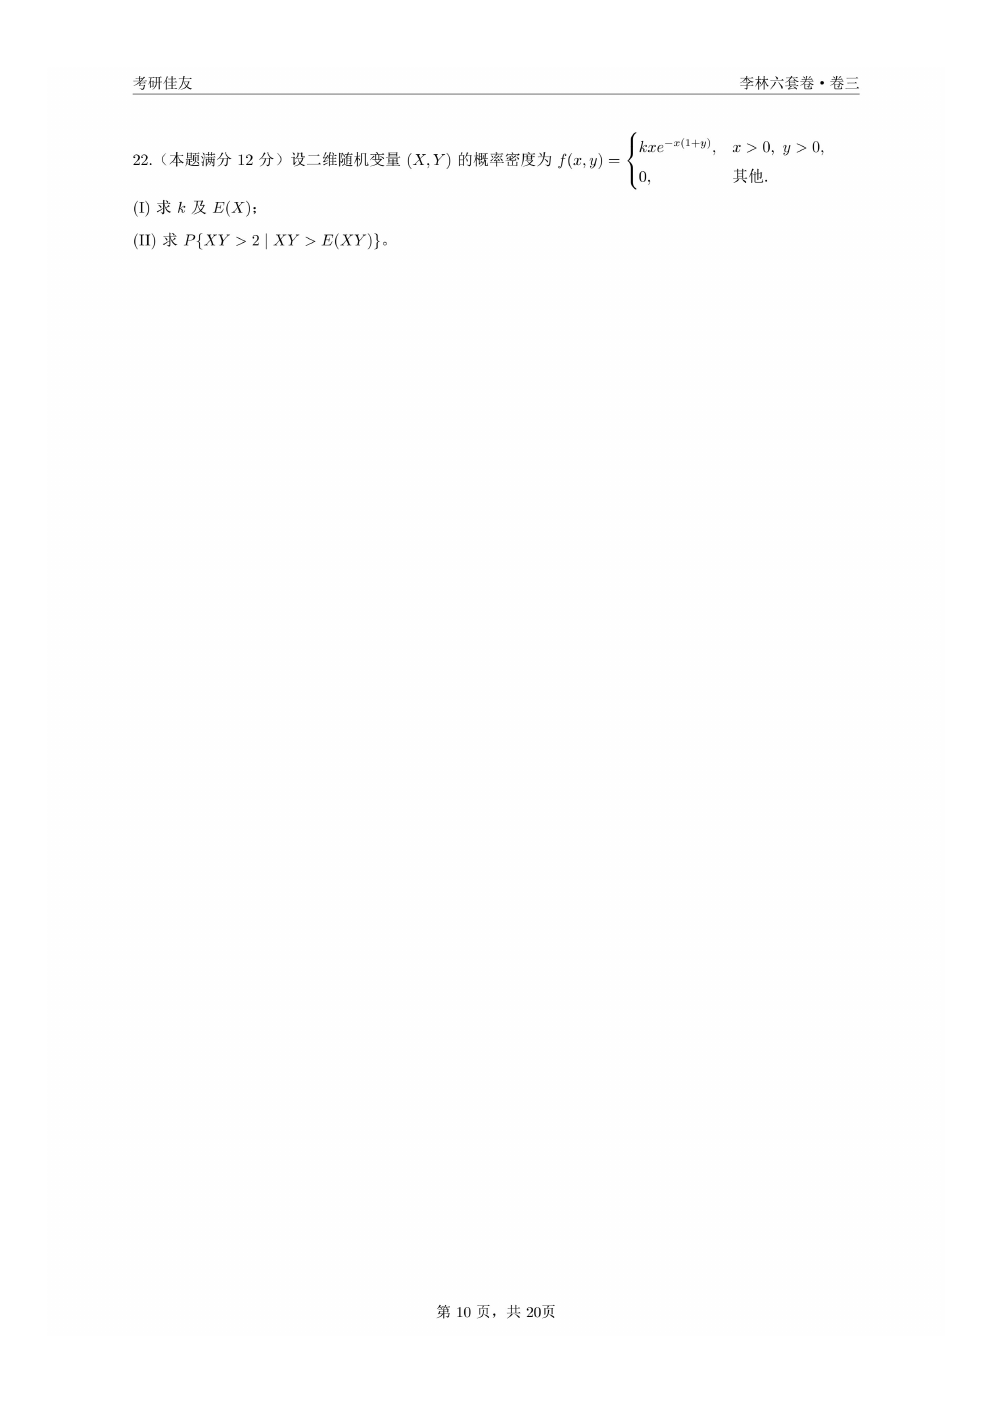 考研佳友 李林六套卷·卷三
22.（本题满分 12 分）设二维随机变量 (X, Y) 的概率密度为 f(x, y) = { kxe^{-x(1+y)}, x > 0, y > 0,
0, 其他.
(I) 求 k 及 E(X);
(II) 求 P{XY > 2 | XY > E(XY)}。
第 10 页，共 20页